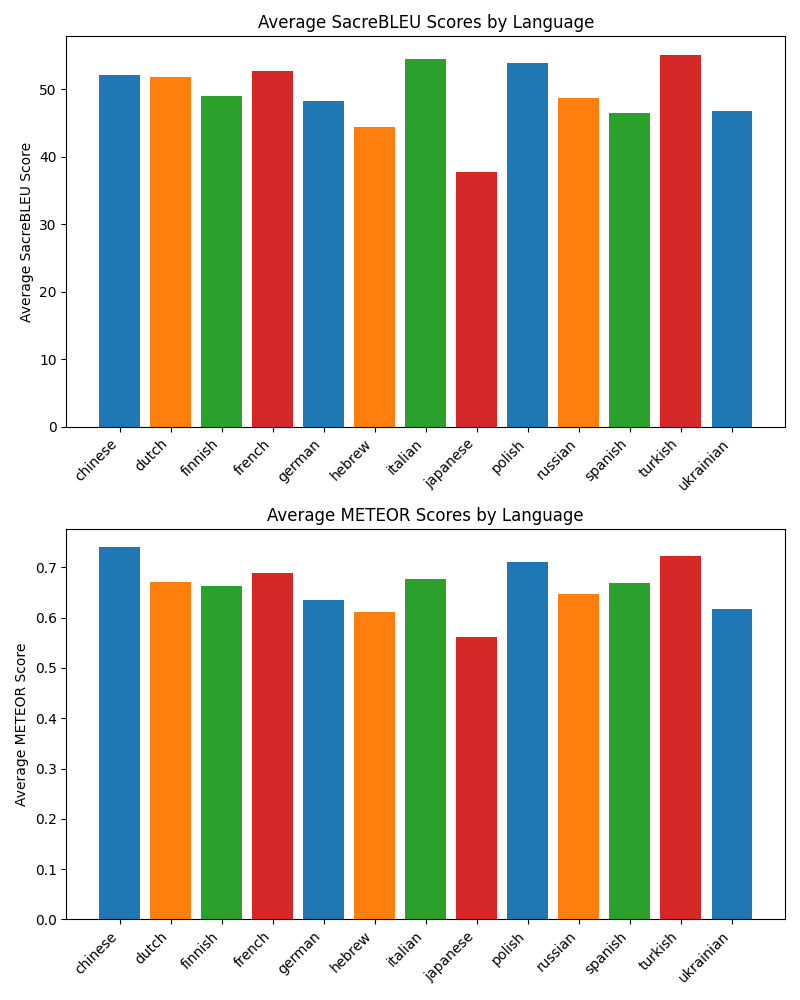 Average SacreBLEU Scores by Language
Average SacreBLEU Score
50
40
30
20
10
0
chinese
dutch
finnish
french
german
hebrew
italian
japanese
polish
russian
spanish
turkish
ukrainian
Average METEOR Scores by Language
Average METEOR Score
0.7
0.6
0.5
0.4
0.3
0.2
0.1
0.0
chinese
dutch
finnish
french
german
hebrew
italian
japanese
polish
russian
spanish
turkish
ukrainian